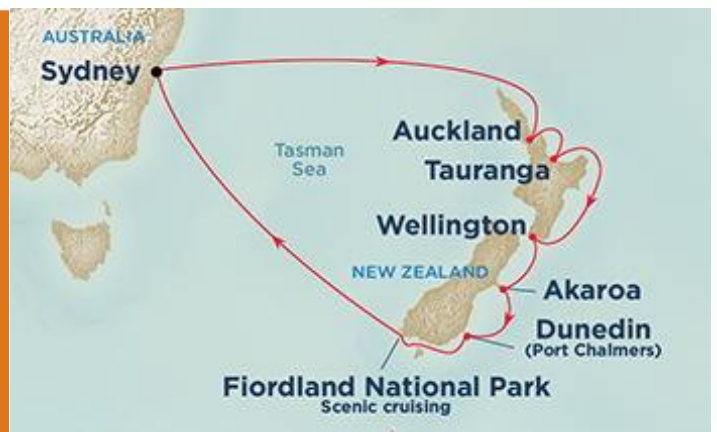 AUSTRALIA
Sydney
Auckland
Tasman
Sea
Tauranga
Wellington
NEW ZEALAND
Akaroa
Dunedin
(Port Chalmers)
Fiordland National Park
Scenic cruising